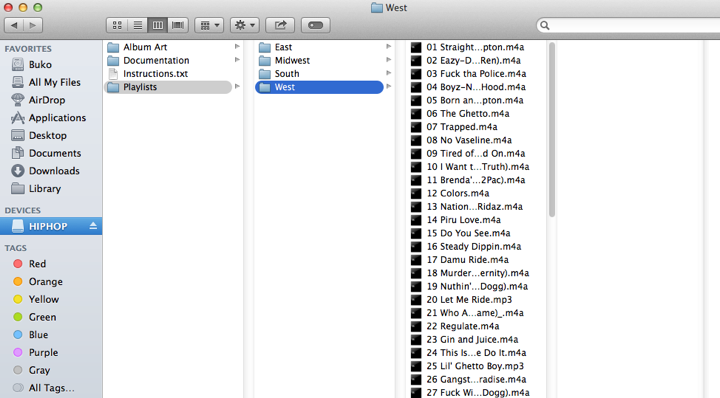 West
FAVORITES
Buko
All My Files
AirDrop
Applications
Desktop
Documents
Downloads
Library
DEVICES
HIPHOP
TAGS
Red
Orange
Yellow
Green
Blue
Purple
Gray
All Tags...
Album Art
Documentation
Instructions.txt
Playlists
East
Midwest
South
West
01 Straight...pton.m4a
02 Eazy-D...Ren).m4a
03 Fuck tha Police.m4a
04 Boyz-N...Hood.m4a
05 Born an...pton.m4a
06 The Ghetto.m4a
07 Trapped.m4a
08 No Vaseline.m4a
09 Tired of...d On.m4a
10 I Want t...Truth).m4a
11 Brenda'...2Pac).m4a
12 Colors.m4a
13 Nation...Ridaz.m4a
14 Piru Love.m4a
15 Do You See.m4a
16 Steady Dippin.m4a
17 Damu Ride.m4a
18 Murder...ernity).m4a
19 Nuthin'...Dogg).m4a
20 Let Me Ride.mp3
21 Who A...ame)_.m4a
22 Regulate.m4a
23 Gin and Juice.m4a
24 This Is...e Do It.m4a
25 Lil' Ghetto Boy.mp3
26 Gangst...radise.m4a
27 Fuck Wi...Dogg).m4a